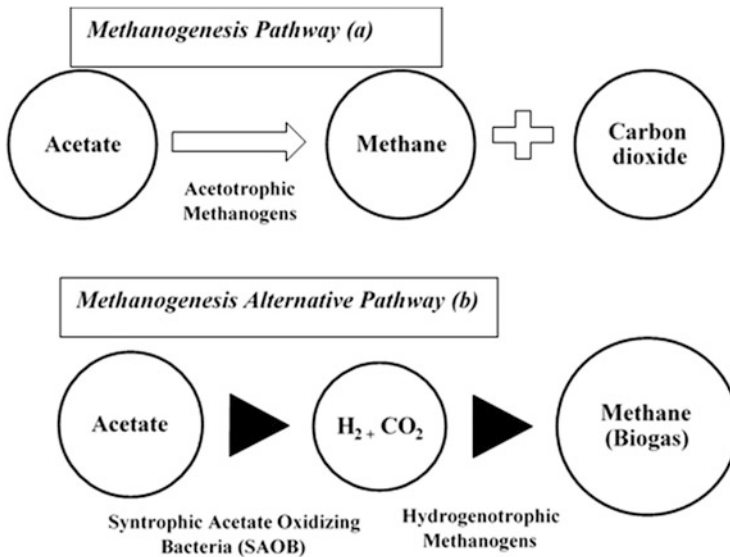 Methanogenesis Pathway (a)
Acetate
Acetotrophic
Methanogens
Methane
Carbon
dioxide
Methanogenesis Alternative Pathway (b)
Acetate
Syntrophic Acetate Oxidizing
Bacteria (SAOB)
H₂ + CO₂
Hydrogenotrophic
Methanogens
Methane
(Biogas)